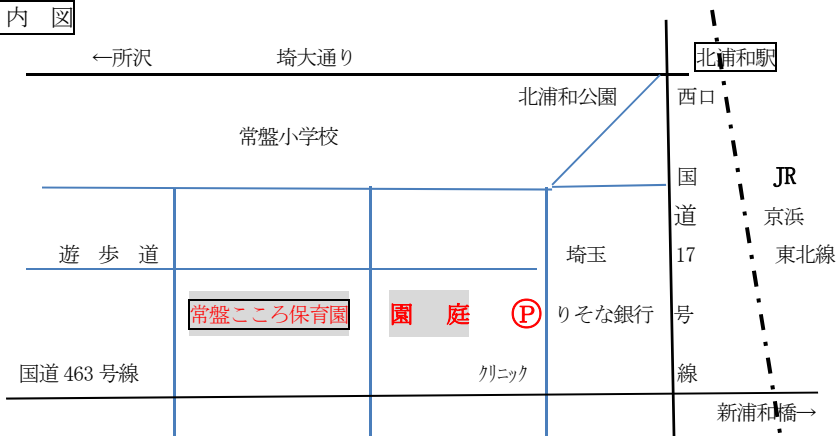 内 図
←所沢 埼大通り 北浦和駅
北浦和公園 西口
常盤小学校
国道17号線
JR
京浜
東北線
遊 歩 道 埼玉
りそな銀行
常盤こころ保育園 園 庭 Ⓟ
国道 463 号線 クリニック
新浦和橋→